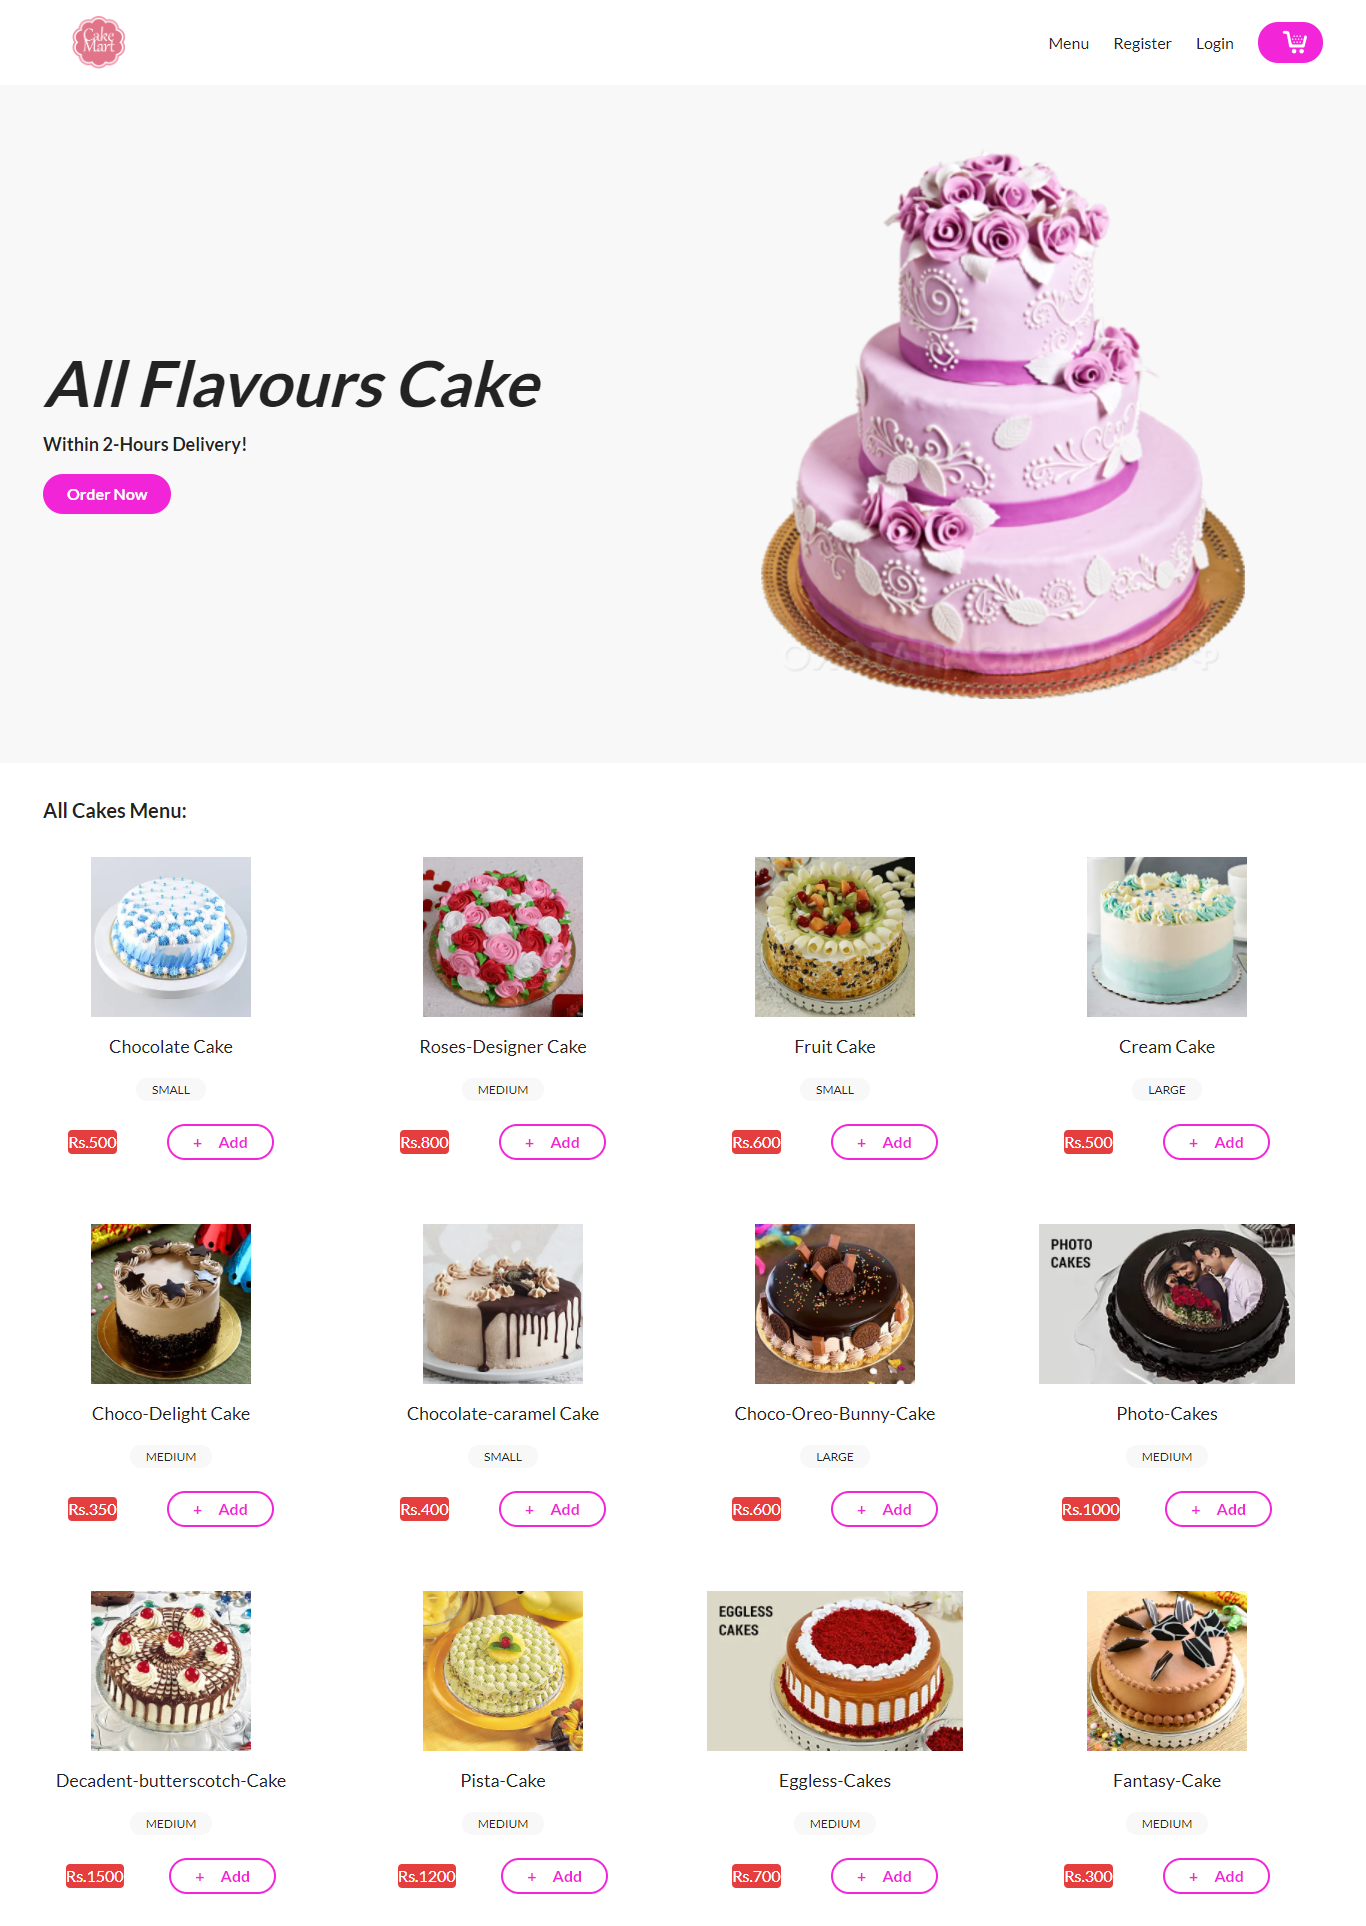 Cake
Mart
Menu
Register
Login
All Flavours Cake
Within 2-Hours Delivery!
Order Now
All Cakes Menu:
Chocolate Cake
SMALL
Rs.500
+ Add
Roses-Designer Cake
MEDIUM
Rs.800
+ Add
Fruit Cake
SMALL
Rs.600
+ Add
Cream Cake
LARGE
Rs.500
+ Add
Choco-Delight Cake
MEDIUM
Rs.350
+ Add
Chocolate-caramel Cake
SMALL
Rs.400
+ Add
Choco-Oreo-Bunny-Cake
LARGE
Rs.600
+ Add
PHOTO
CAKES
Photo-Cakes
MEDIUM
Rs.1000
+ Add
Decadent-butterscotch-Cake
MEDIUM
Rs.1500
+ Add
Pista-Cake
MEDIUM
Rs.1200
+ Add
EGGLESS
CAKES
Eggless-Cakes
MEDIUM
Rs.700
+ Add
Fantasy-Cake
MEDIUM
Rs.300
+ Add